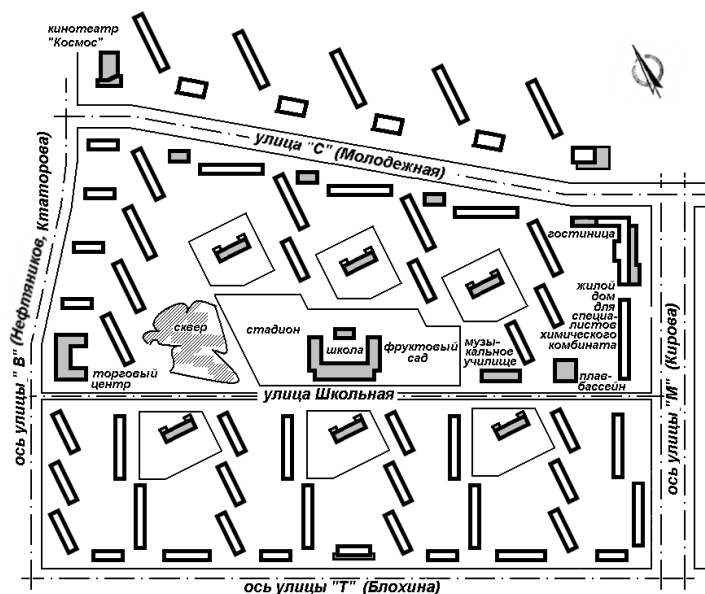 кинотеатр
"Космос"
улица "С" (Молодежная)
ось улицы " В" (Нефтяников, Ктаторова)
гостиница
жилой
дом
для
специа-
листов
химического
комбината
сквер
стадион
школа
фруктовый
сад
музы-
кальное
училище
плав-
бассейн
торговый
центр
улица Школьная
ось улицы "М" (Кирова)
ось улицы "Т" (Блохина)